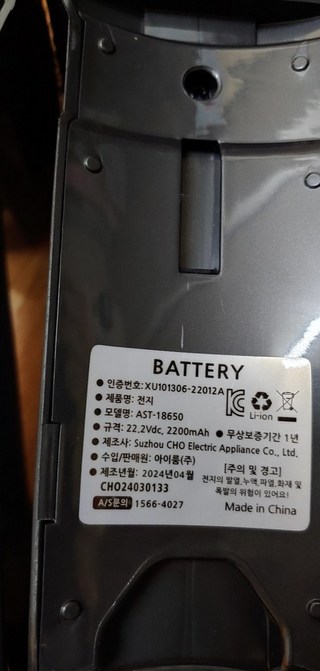 BATTERY
● 인증번호: XU101306-22012A
● 제품명: 전지
● 모델명: AST-18650
● 규격: 22.2Vdc, 2200mAh ● 무상보증기간 1년
● 제조사: Suzhou CHO Electric Appliance Co., Ltd.
● 수입/판매원: 아이룸(주)
● 제조년월: 2024년04월
CHO24030133
A/S문의 1566-4027
Li-ion
[주의 및 경고]
전지의 발열,누액,파열,화재 및
폭발의 위험이 있어요!
Made in China